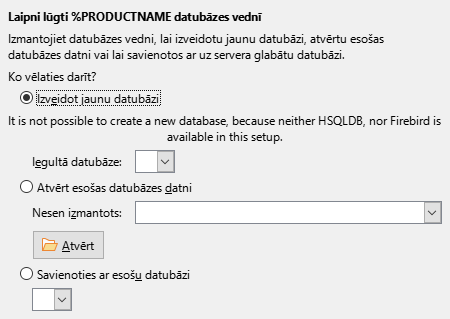 Laipni lūgti %PRODUCTNAME datubāzes vednī
Izmantojiet datubāzes vedni, lai izveidotu jaunu datubāzi, atvērtu esošas
datubāzes datni vai lai savienotos ar uz servera glabātu datubāzi.
Ko vēlaties darīt?
Izveidot jaunu datubāzi
It is not possible to create a new database, because neither HSQLDB, nor Firebird is
available in this setup.
Iegultā datubāze:
Atvērt esošas datubāzes datni
Nesen izmantots:
Atvērt
Savienoties ar esošu datubāzi